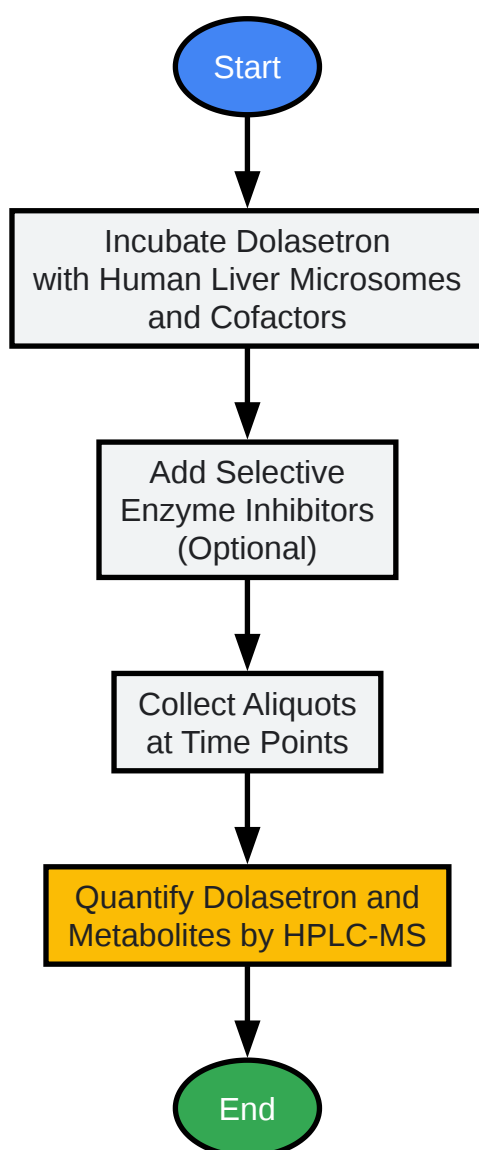 Start
Incubate Dolasetron
with Human Liver Microsomes
and Cofactors
Add Selective
Enzyme Inhibitors
(Optional)
Collect Aliquots
at Time Points
Quantify Dolasetron and
Metabolites by HPLC-MS
End